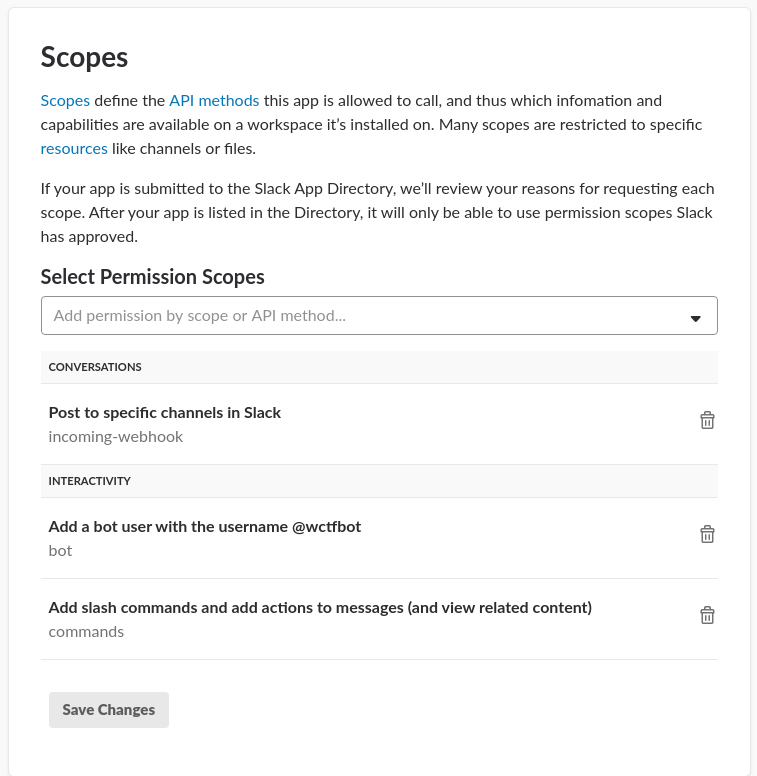 Scopes
Scopes define the API methods this app is allowed to call, and thus which infomation and
capabilities are available on a workspace it’s installed on. Many scopes are restricted to specific
resources like channels or files.
If your app is submitted to the Slack App Directory, we’ll review your reasons for requesting each
scope. After your app is listed in the Directory, it will only be able to use permission scopes Slack
has approved.
Select Permission Scopes
Add permission by scope or API method...
CONVERSATIONS
Post to specific channels in Slack
incoming-webhook
INTERACTIVITY
Add a bot user with the username @wctfbot
bot
Add slash commands and add actions to messages (and view related content)
commands
Save Changes